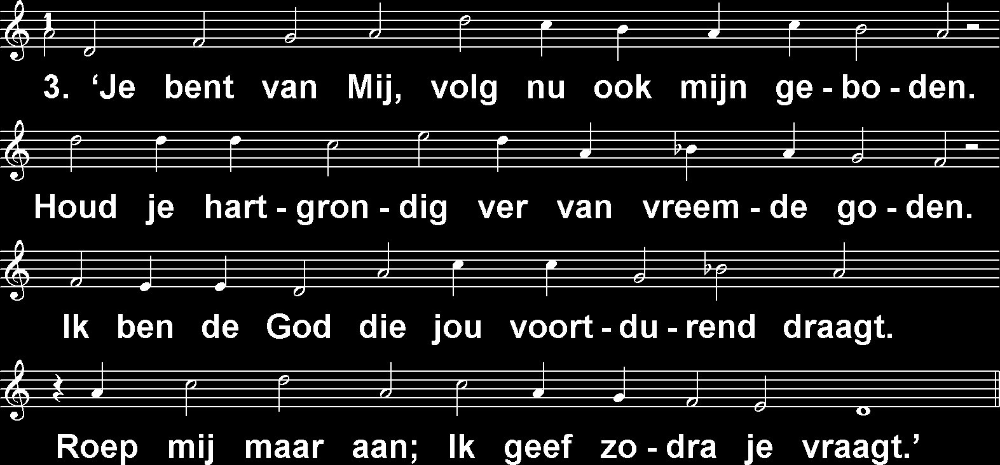 1
3. ‘Je bent van Mij, volg nu ook mijn ge - bo - den.
Houd je hart - gron - dig ver van vreem - de go - den.
Ik ben de God die jou voort - du - rend draagt.
Roep mij maar aan; Ik geef zo - dra je vraagt.’